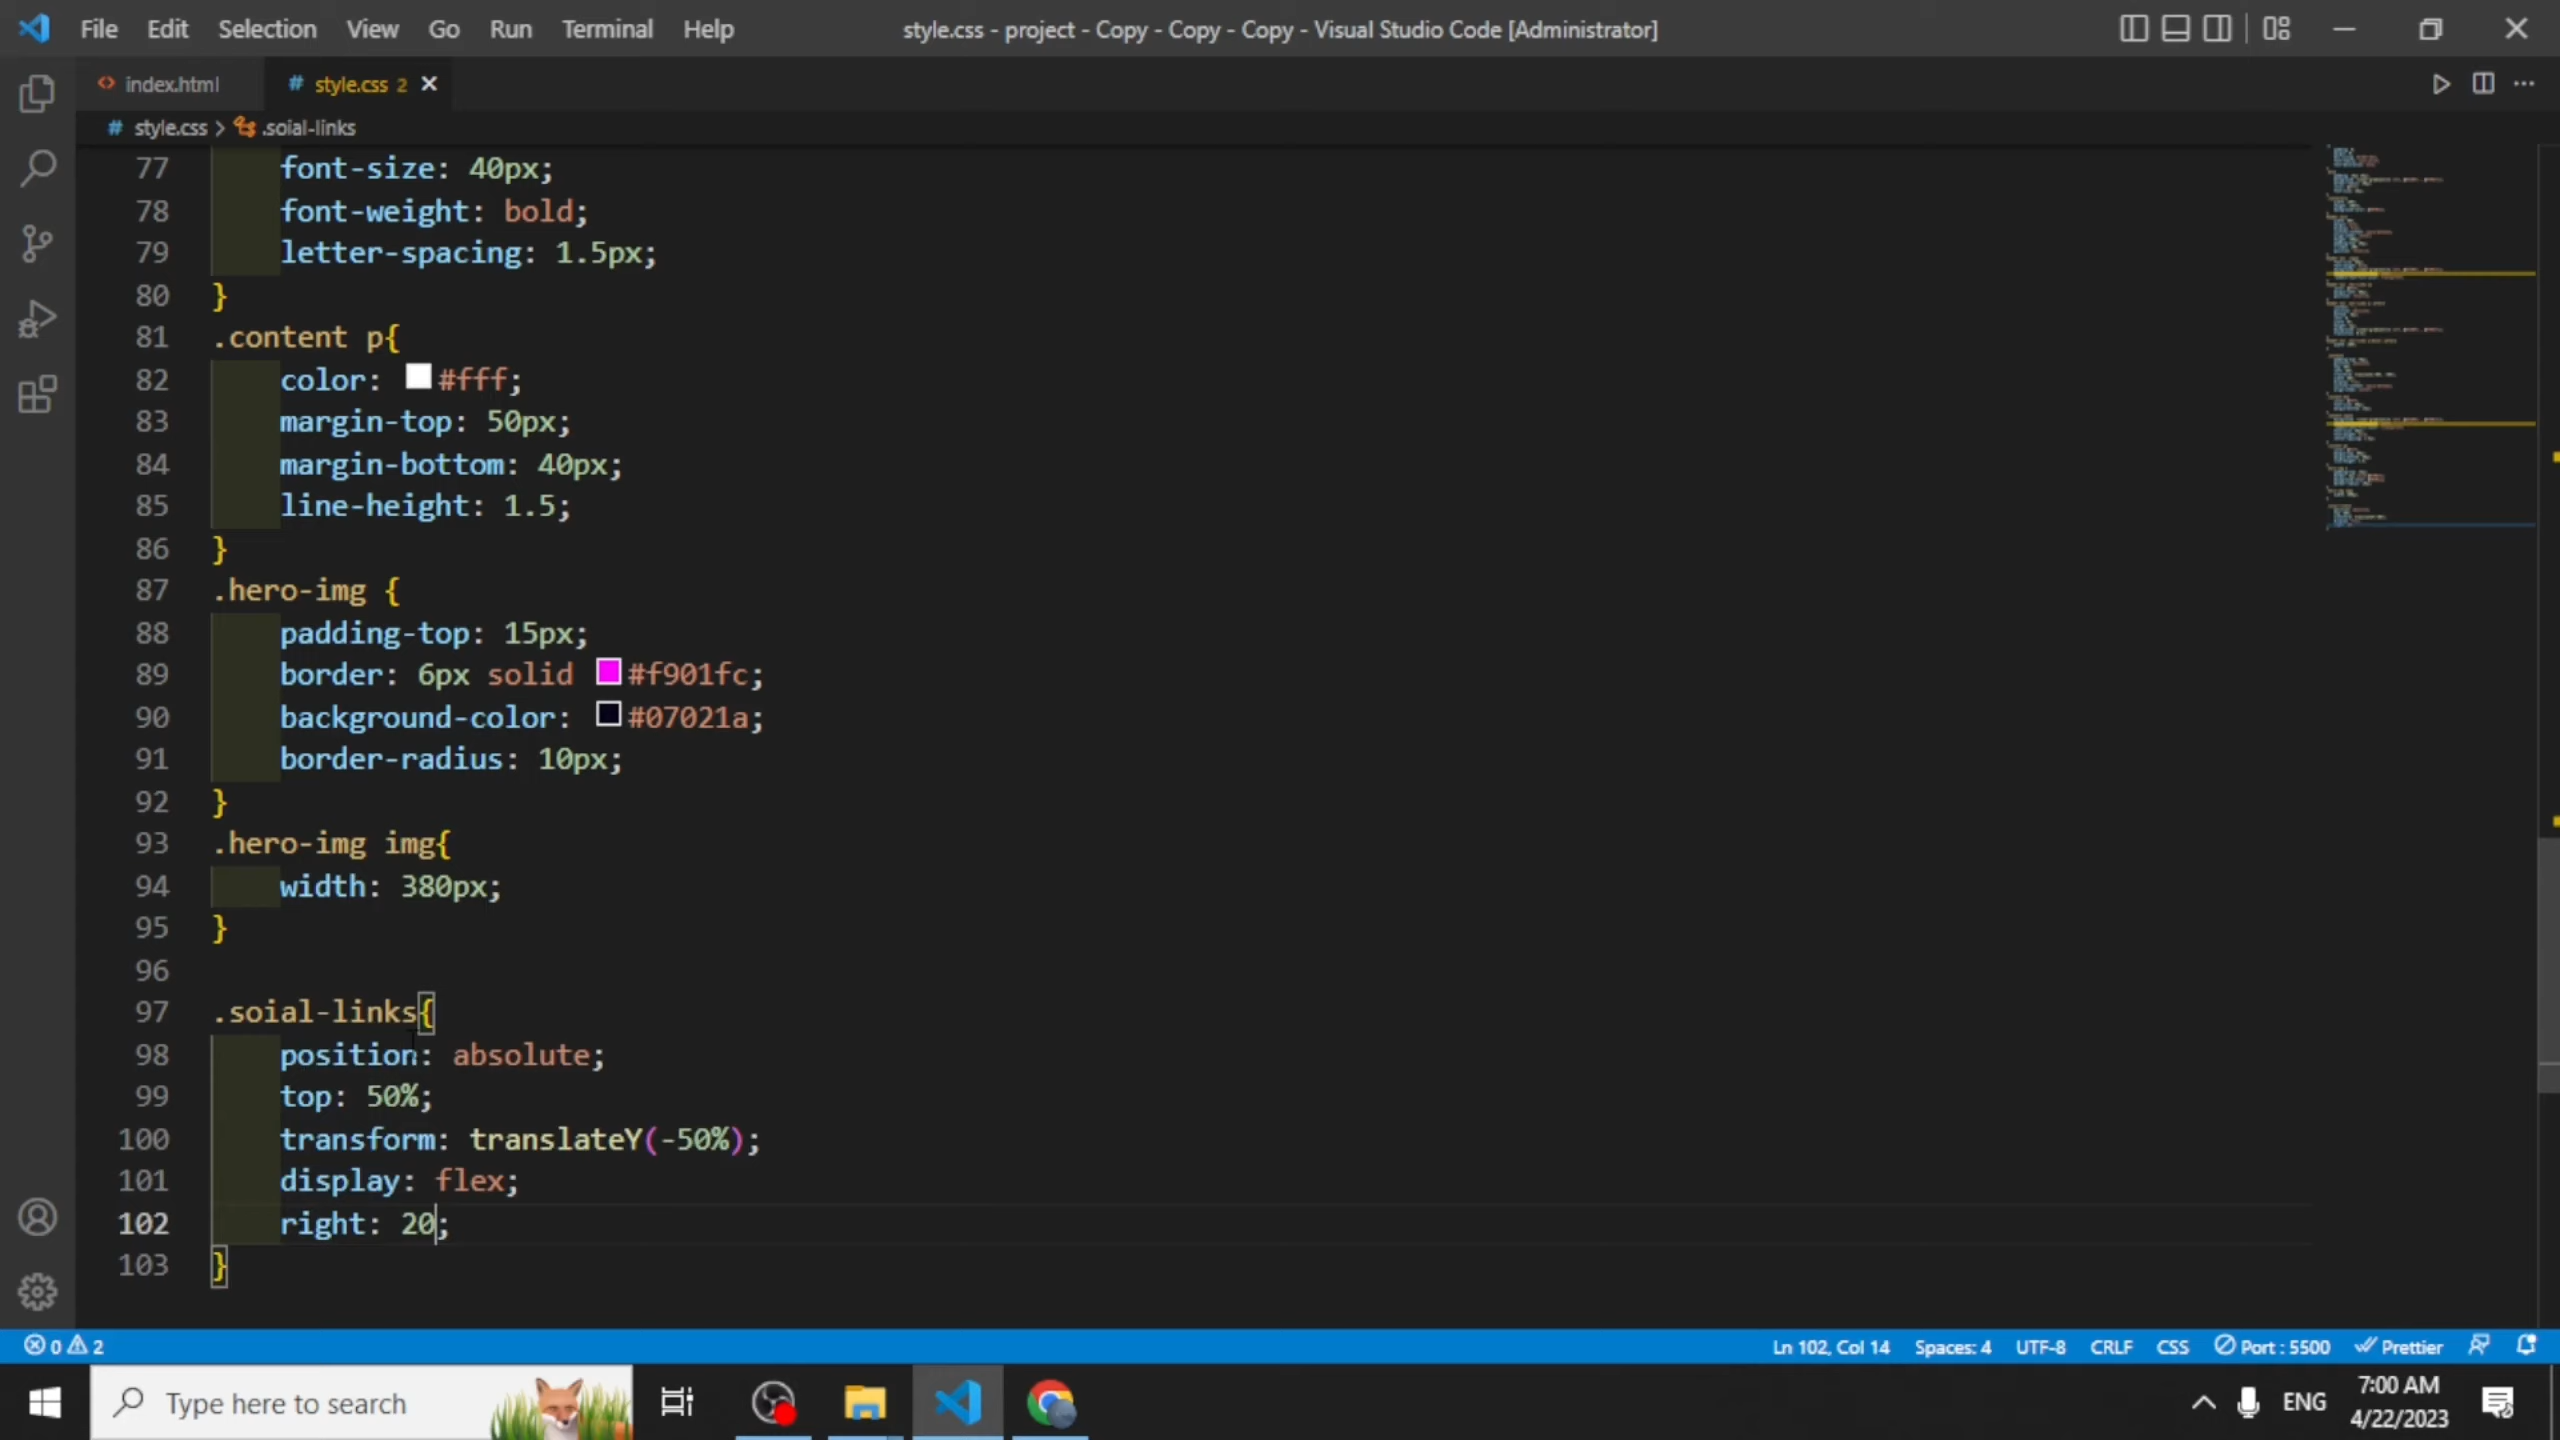 File Edit Selection View Go Run Terminal Help style.css - project - Copy - Copy - Copy - Visual Studio Code [Administrator]
index.html # style.css 2
# style.css > .soial-links
77 font-size: 40px;
78 font-weight: bold;
79 letter-spacing: 1.5px;
80 }
81 .content p{
82 color: #fff;
83 margin-top: 50px;
84 margin-bottom: 40px;
85 line-height: 1.5;
86 }
87 .hero-img {
88 padding-top: 15px;
89 border: 6px solid #f901fc;
90 background-color: #07021a;
91 border-radius: 10px;
92 }
93 .hero-img img{
94 width: 380px;
95 }
96
97 .soial-links{
98 position: absolute;
99 top: 50%;
100 transform: translateY(-50%);
101 display: flex;
102 right: 20;
103 }
0 2 Ln 102, Col 14 Spaces: 4 UTF-8 CRLF CSS Port : 5500 Prettier
Type here to search ENG 7:00 AM
4/22/2023